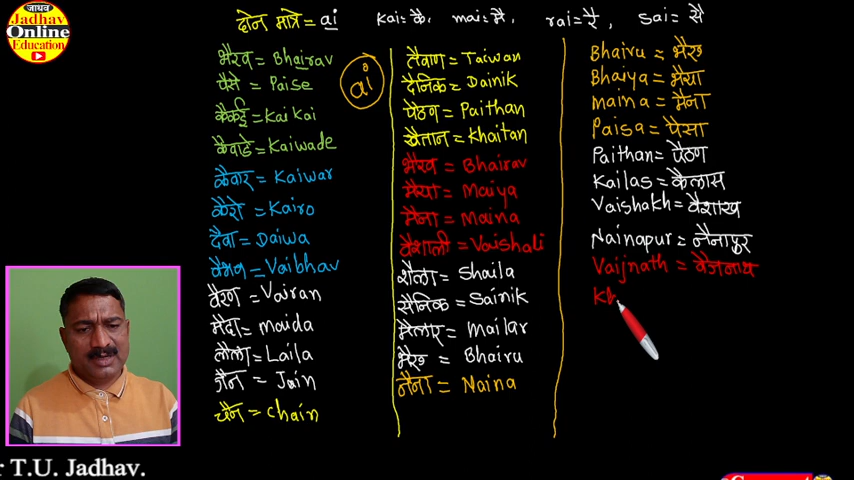 जाधव
Jadhav
Online
Education
दोन मात्रे = ai kai = कै, mai = मै, rai = रै, sai = सै
भैरव = Bhairav
पैसे = Paise
कैकई = Kaikai
कैवाडे = Kaiwade
कैवार = Kaiwar
कैरो = Kairo
दैवा = Daiwa
वैभव = Vaibhav
वैरण = Vairan
मैदा = maida
लैला = Laila
जैन = Jain
चैन = chain
ai
तैवान = Taiwan
दैनिक = Dainik
पैठण = Paithan
खैतान = Khaitan
भैरव = Bhairav
मैया = Maiya
मैना = Maina
वैशाली = Vaishali
शैला = Shaila
सैनिक = Sainik
मैलार = Mailar
भैरू = Bhairu
नैना = Naina
Bhairu = भैरू
Bhaiya = भैया
maina = मैना
Paisa = पैसा
Paithan = पैठण
Kailas = कैलास
Vaishakh = वैशाख
Nainapur = नैनापुर
Vaijnath = वैजनाथ
Kh
r T.U. Jadhav.